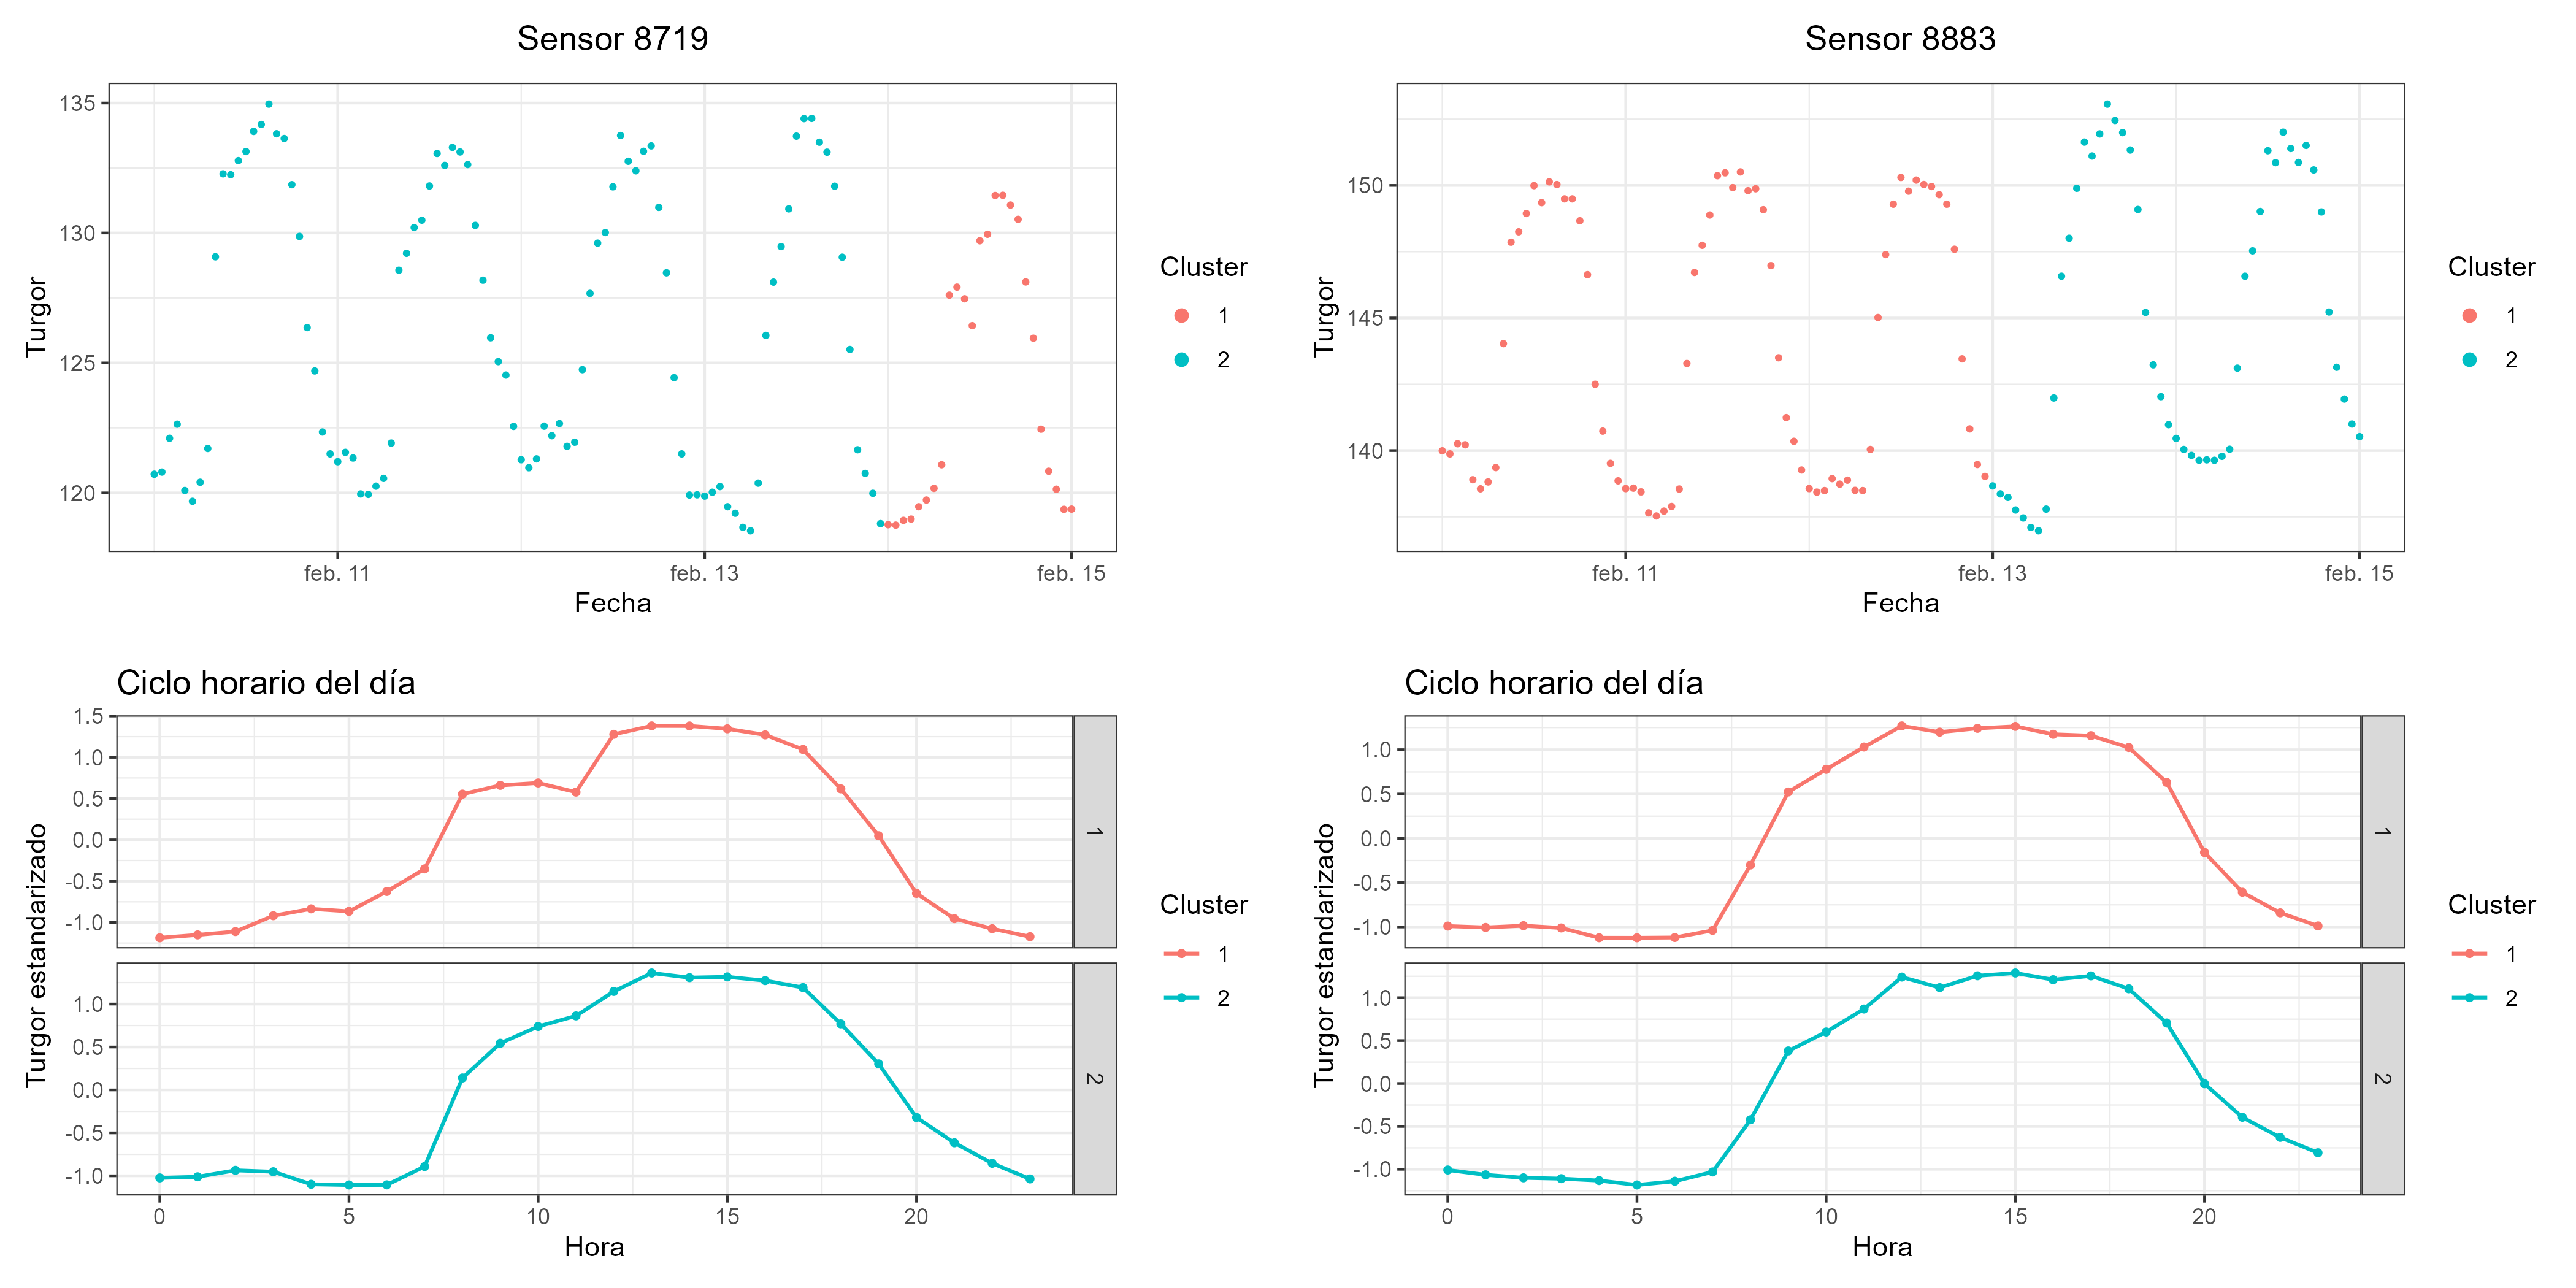 Sensor 8719
135
130
125
120
Turgor
feb. 11
feb. 13
feb. 15
Fecha
Cluster
1
2
Sensor 8883
150
145
140
Turgor
feb. 11
feb. 13
feb. 15
Fecha
Cluster
1
2
Ciclo horario del día
1.5
1.0
0.5
0.0
-0.5
-1.0
1
1.0
0.5
0.0
-0.5
-1.0
2
Turgor estandarizado
0
5
10
15
20
Hora
Cluster
1
2
Ciclo horario del día
1.0
0.5
0.0
-0.5
-1.0
1
1.0
0.5
0.0
-0.5
-1.0
2
Turgor estandarizado
0
5
10
15
20
Hora
Cluster
1
2